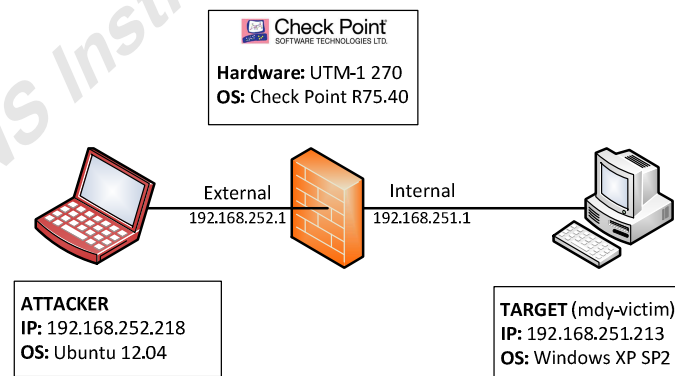 NS Inst
Check Point
SOFTWARE TECHNOLOGIES LTD.
Hardware: UTM-1 270
OS: Check Point R75.40
External
192.168.252.1
Internal
192.168.251.1
ATTACKER
IP: 192.168.252.218
OS: Ubuntu 12.04
TARGET (mdy-victim)
IP: 192.168.251.213
OS: Windows XP SP2